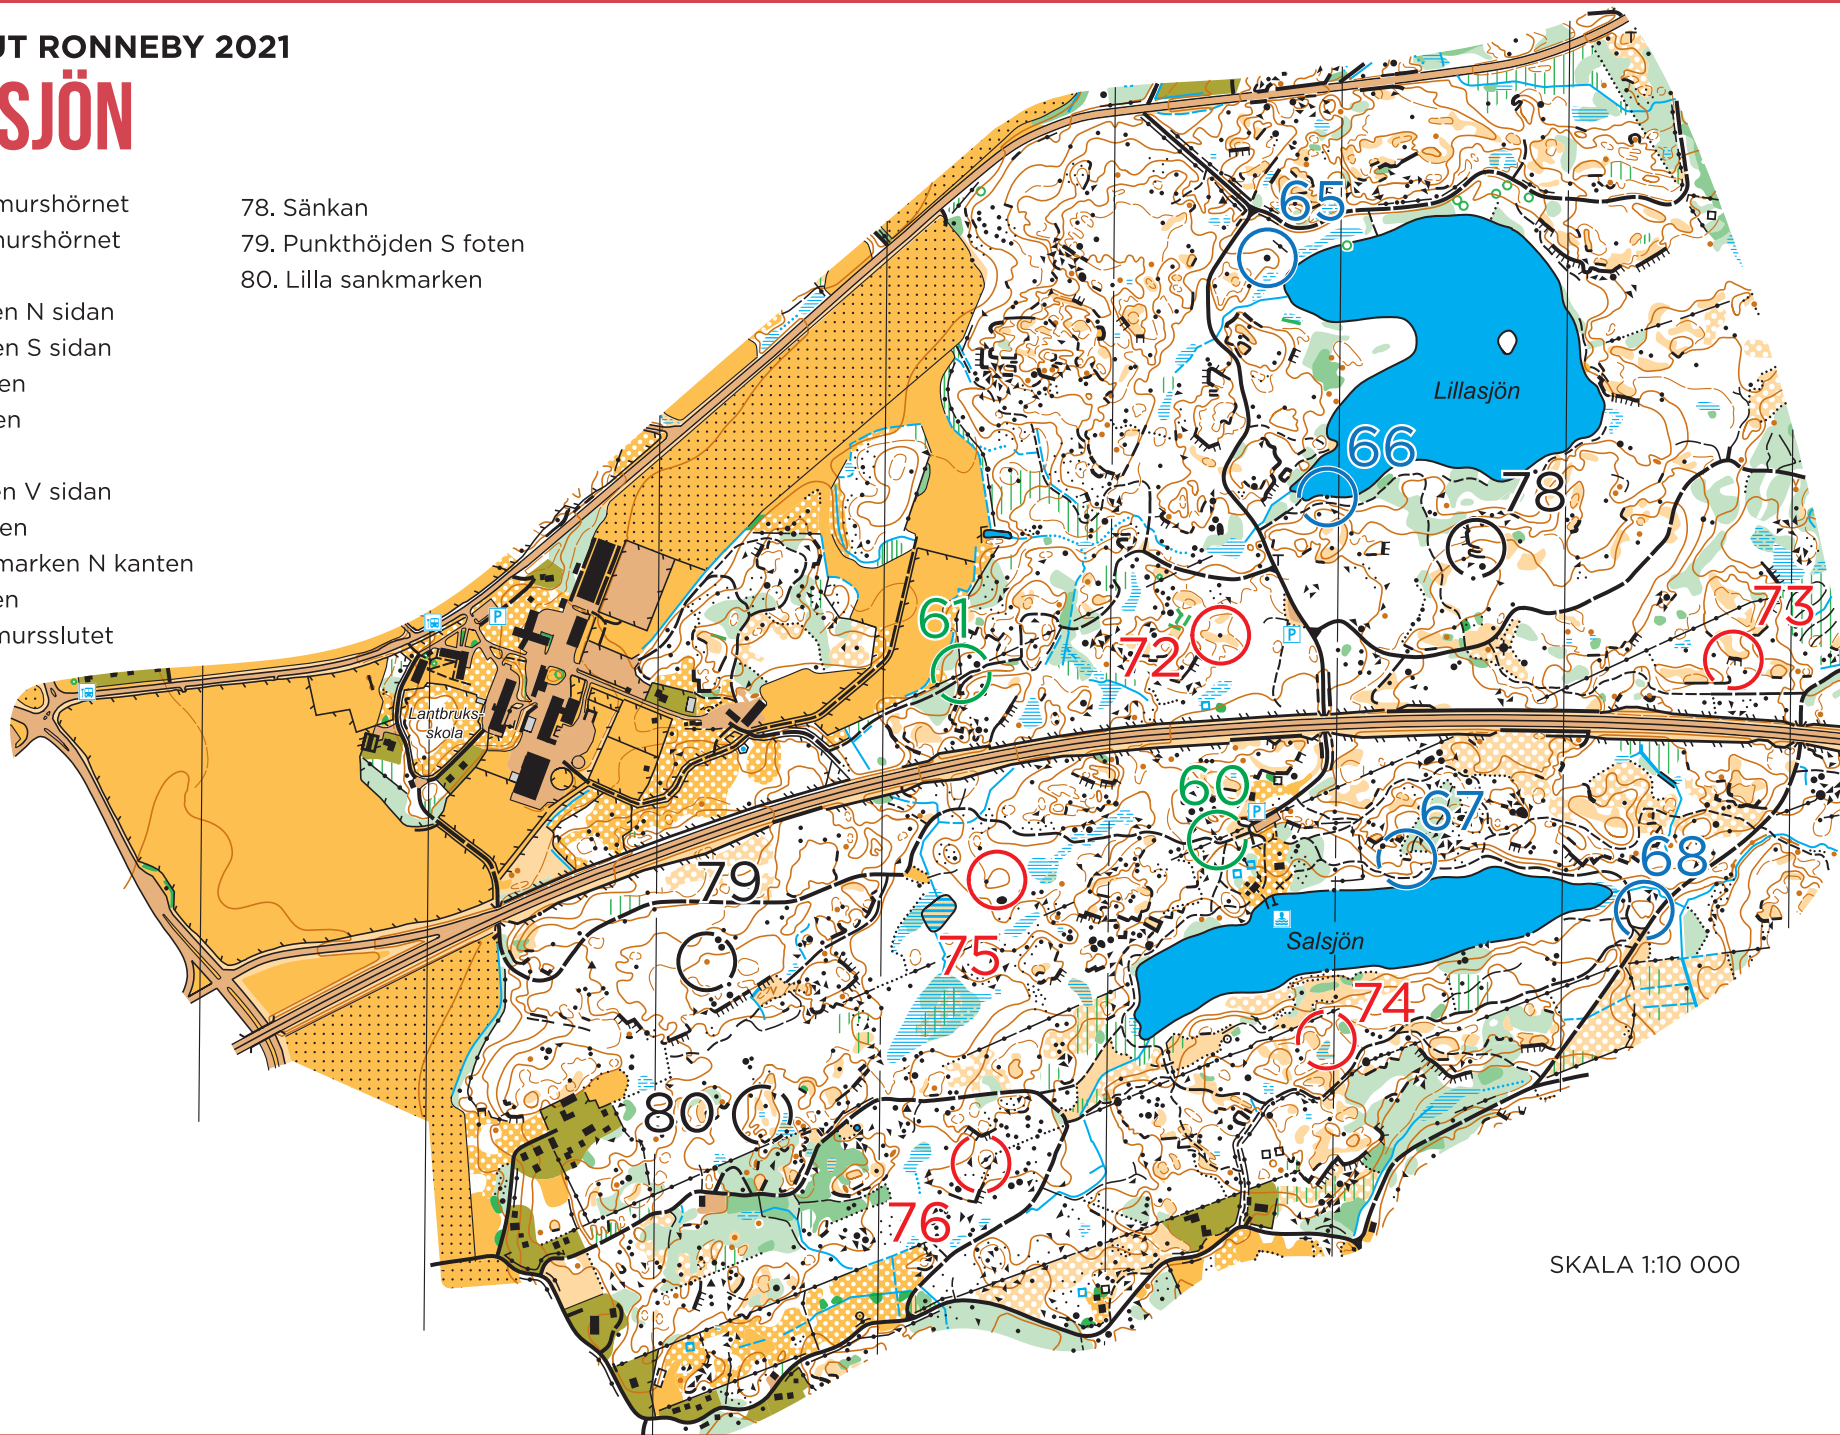 UT RONNEBY 2021
SJÖN
murshörnet
nurshörnet
en N sidan
en S sidan
en
en
en V sidan
en
marken N kanten
en
mursslutet
78. Sänkan
79. Punkthöjden S foten
80. Lilla sankmarken
65
Lillasjön
66
78
73
61
72
P
P
Lantbruks-
skola
60
P
67
68
79
75
Salsjön
74
80
76
SKALA 1:10 000